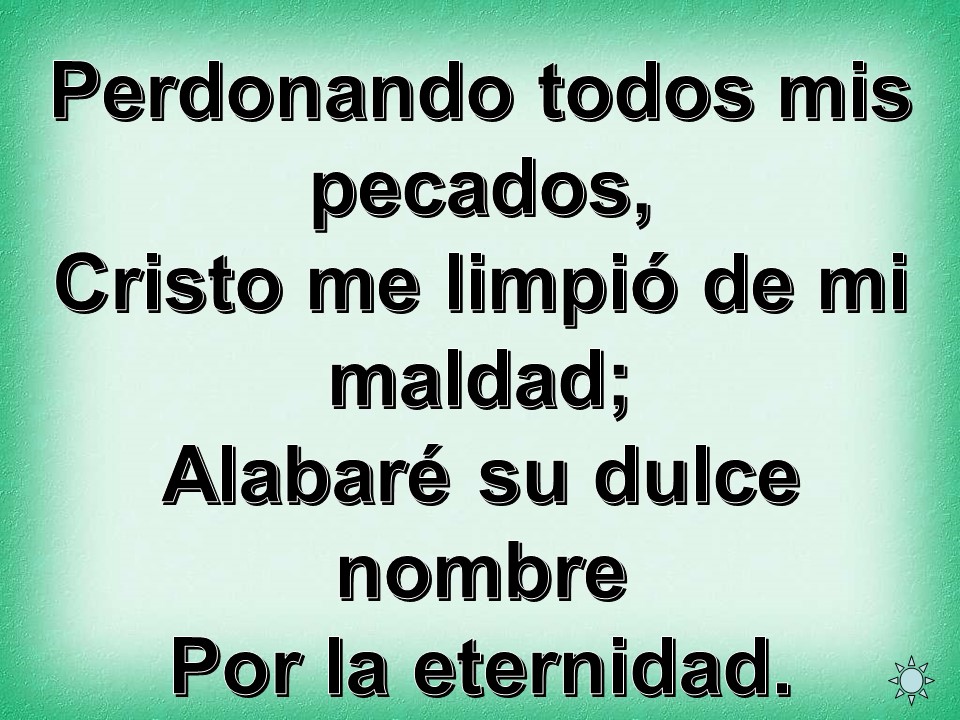 Perdonando todos mis
pecados,
Cristo me limpió de mi
maldad;
Alabaré su dulce
nombre
Por la eternidad.